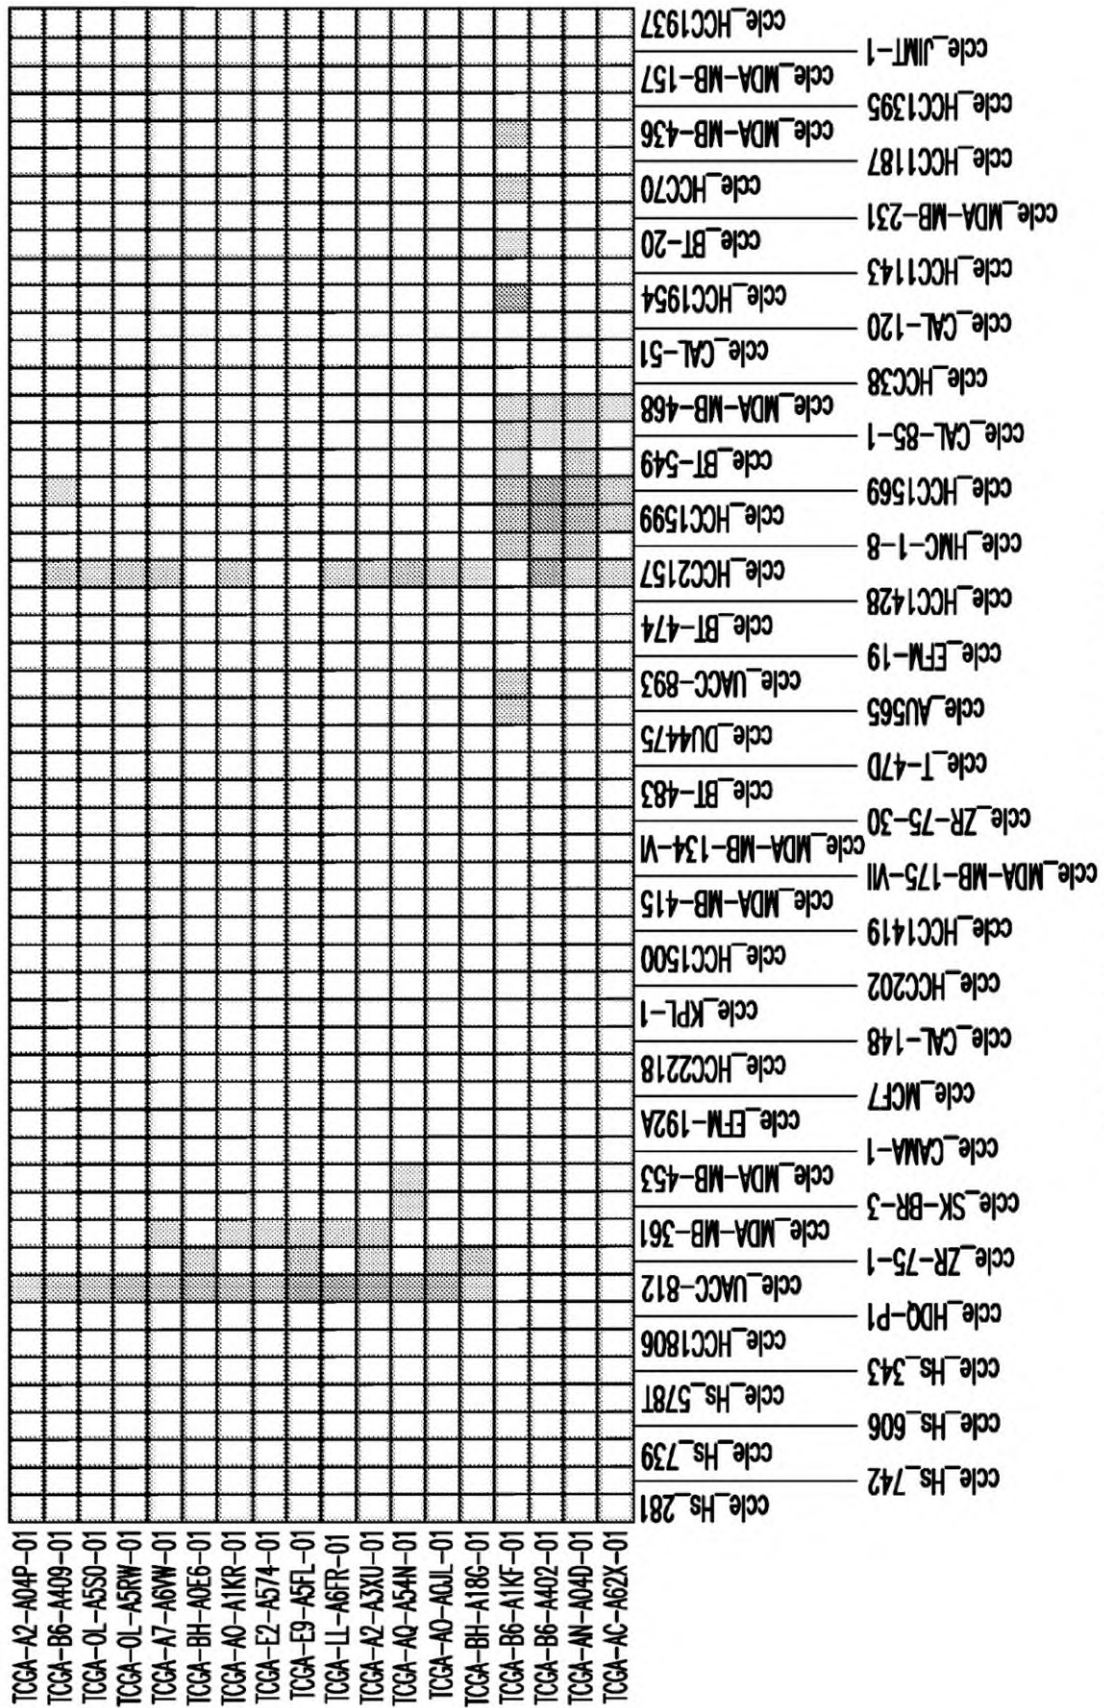 ccle_HCC1937
ccle_JIMT-1
ccle_MDA-MB-157
ccle_HCC1395
ccle_MDA-MB-436
ccle_HCC1187
ccle_HCC70
ccle_MDA-MB-231
ccle_BT-20
ccle_HCC1143
ccle_HCC1954
ccle_CAL-120
ccle_CAL-51
ccle_HCC38
ccle_MDA-MB-468
ccle_CAL-85-1
ccle_BT-549
ccle_HCC1569
ccle_HCC1599
ccle_HMC-1-8
ccle_HCC2157
ccle_HCC1428
ccle_BT-474
ccle_EFM-19
ccle_UACC-893
ccle_AU565
ccle_DU4475
ccle_T-47D
ccle_BT-483
ccle_ZR-75-30
ccle_MDA-MB-134-VI
ccle_MDA-MB-175-VII
ccle_MDA-MB-415
ccle_HCC1419
ccle_HCC1500
ccle_HCC202
ccle_KPL-1
ccle_CAL-148
ccle_HCC2218
ccle_MCF7
ccle_EFM-192A
ccle_CAMA-1
ccle_MDA-MB-453
ccle_SK-BR-3
ccle_MDA-MB-361
ccle_ZR-75-1
ccle_UACC-812
ccle_HDQ-P1
ccle_HCC1806
ccle_Hs_343
ccle_Hs_578T
ccle_Hs_606
ccle_Hs_739
ccle_Hs_742
ccle_Hs_281
TCGA-A2-A04P-01
TCGA-B6-A409-01
TCGA-OL-A5S0-01
TCGA-OL-A5RW-01
TCGA-A7-A6VW-01
TCGA-BH-A0E6-01
TCGA-AO-A1KR-01
TCGA-E2-A574-01
TCGA-E9-A5FL-01
TCGA-LL-A6FR-01
TCGA-A2-A3XU-01
TCGA-AQ-A54N-01
TCGA-AO-A0JL-01
TCGA-BH-A18G-01
TCGA-B6-A1KF-01
TCGA-B6-A402-01
TCGA-AN-A04D-01
TCGA-AC-A62X-01